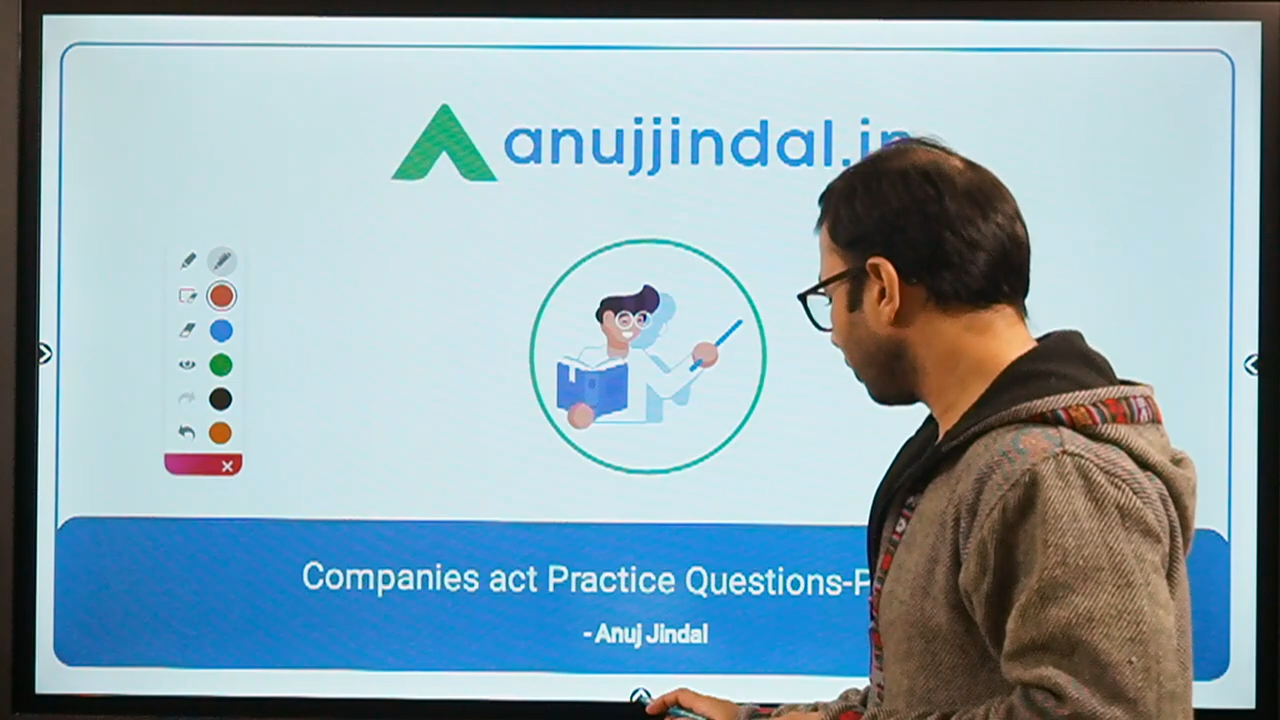 anujjindal.in
Companies act Practice Questions-P
- Anuj Jindal